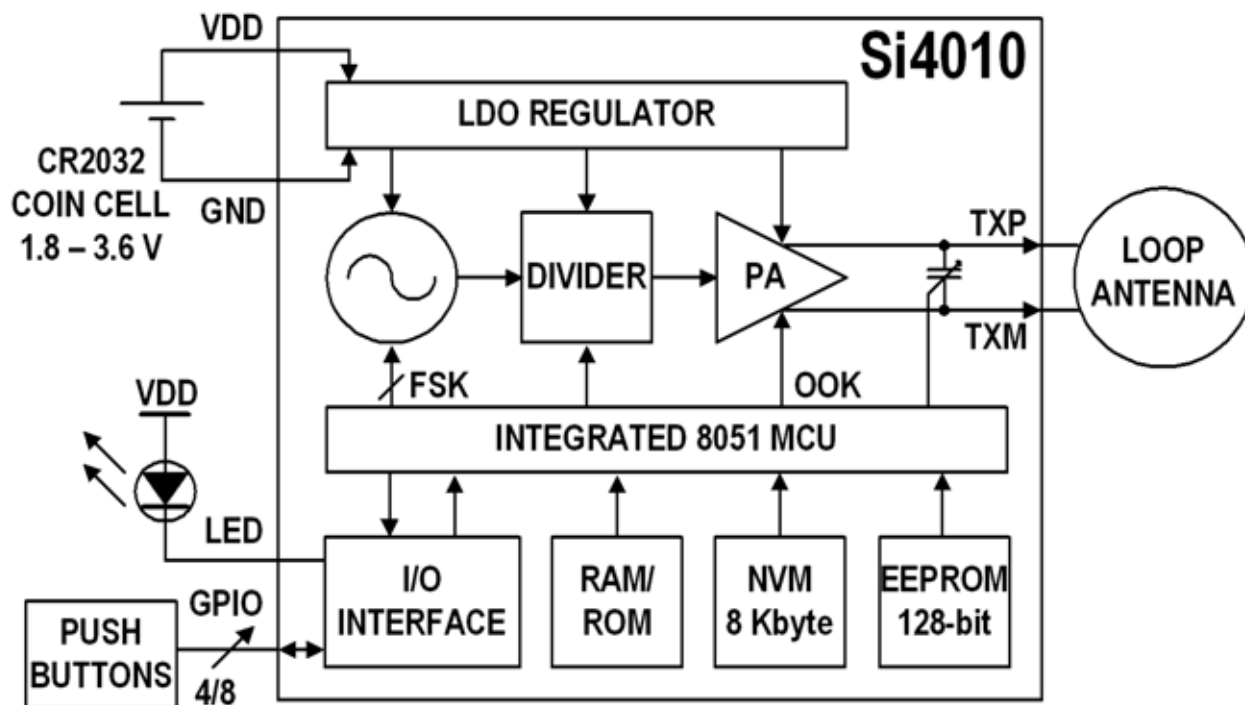 VDD
Si4010
LDO REGULATOR
CR2032
COIN CELL
1.8 – 3.6 V
GND
DIVIDER
PA
TXP
TXM
LOOP
ANTENNA
FSK
OOK
VDD
INTEGRATED 8051 MCU
LED
I/O
INTERFACE
RAM/
ROM
NVM
8 Kbyte
EEPROM
128-bit
GPIO
PUSH
BUTTONS
4/8